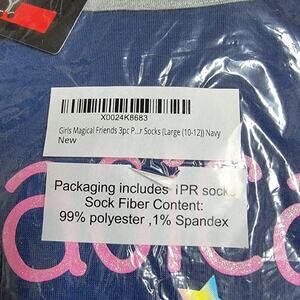 X0024K8683
Girls Magical Friends 3pc P...r Socks (Large (10-12)) Navy
New
Packaging includes 1PR socks
Sock Fiber Content:
99% polyester ,1% Spandex